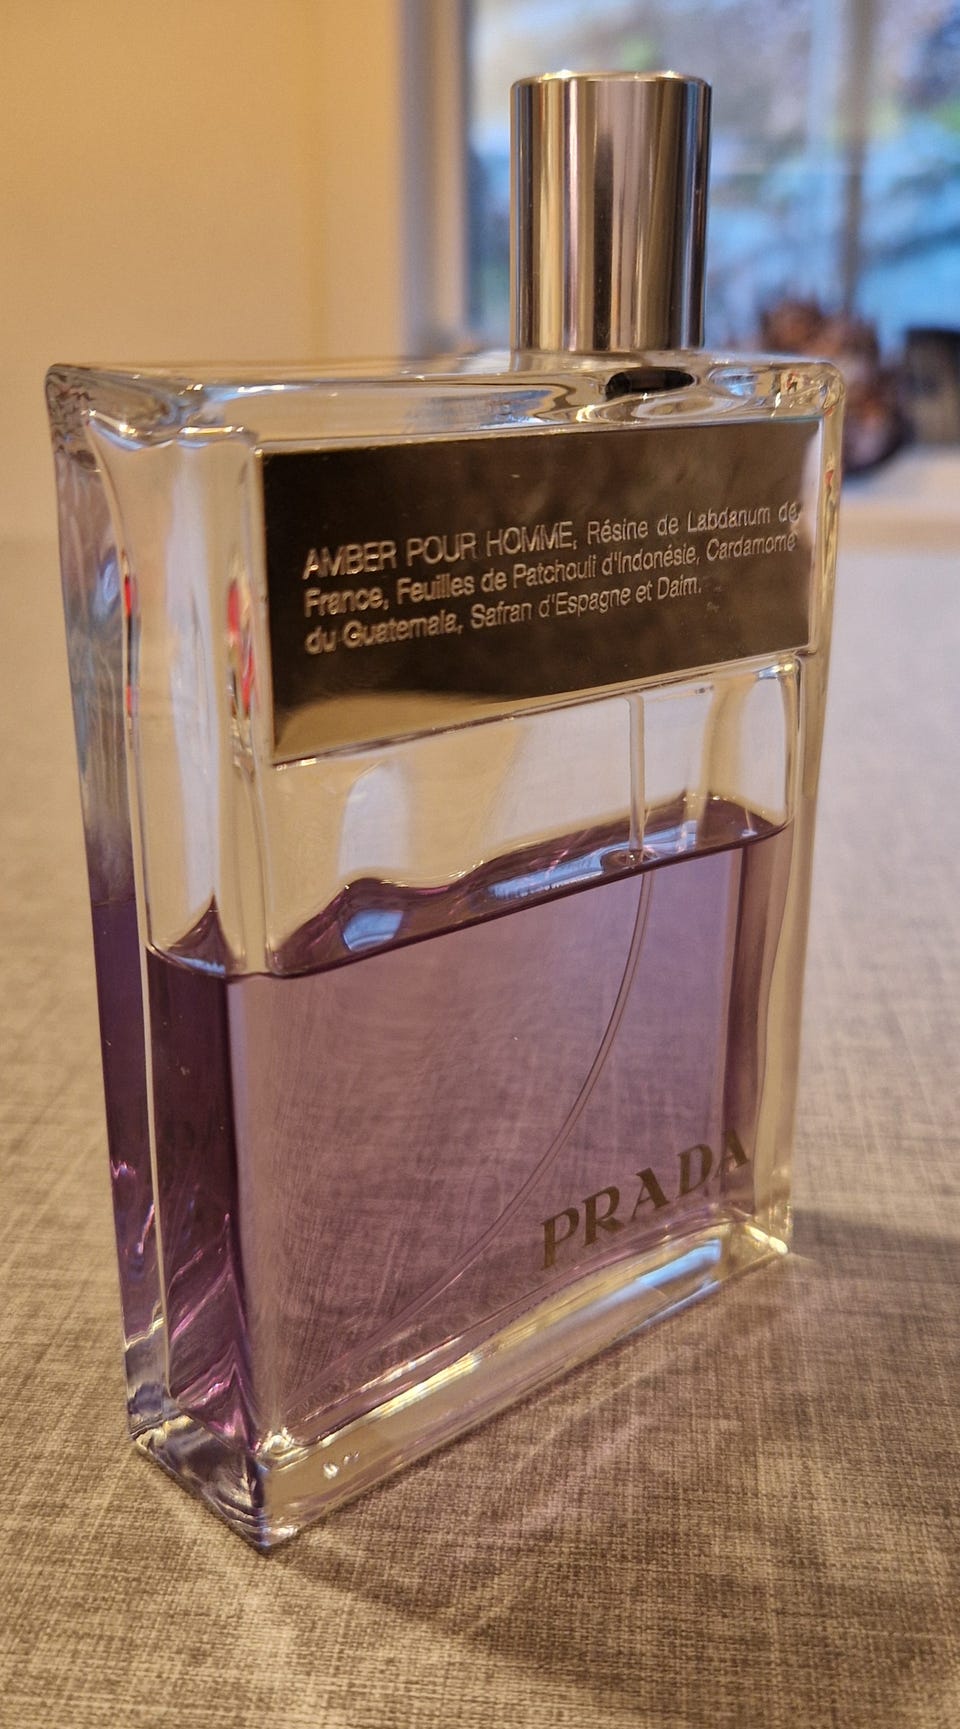 AMBER POUR HOMME, Résine de Labdanum de
France, Feuilles de Patchouli d'Indonésie, Cardamome
du Guatemala, Safran d'Espagne et Daim.
PRADA